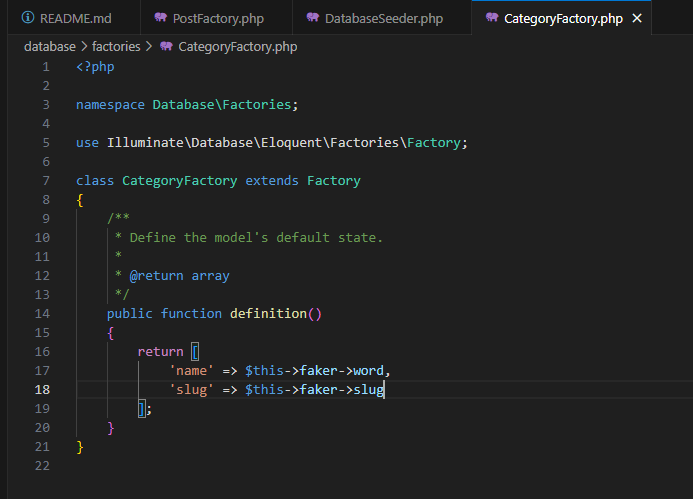 README.md PostFactory.php DatabaseSeeder.php CategoryFactory.php
database > factories > CategoryFactory.php
1 <?php
2
3 namespace Database\Factories;
4
5 use Illuminate\Database\Eloquent\Factories\Factory;
6
7 class CategoryFactory extends Factory
8 {
9     /**
10      * Define the model's default state.
11      *
12      * @return array
13      */
14     public function definition()
15     {
16         return [
17             'name' => $this->faker->word,
18             'slug' => $this->faker->slug
19         ];
20     }
21 }
22